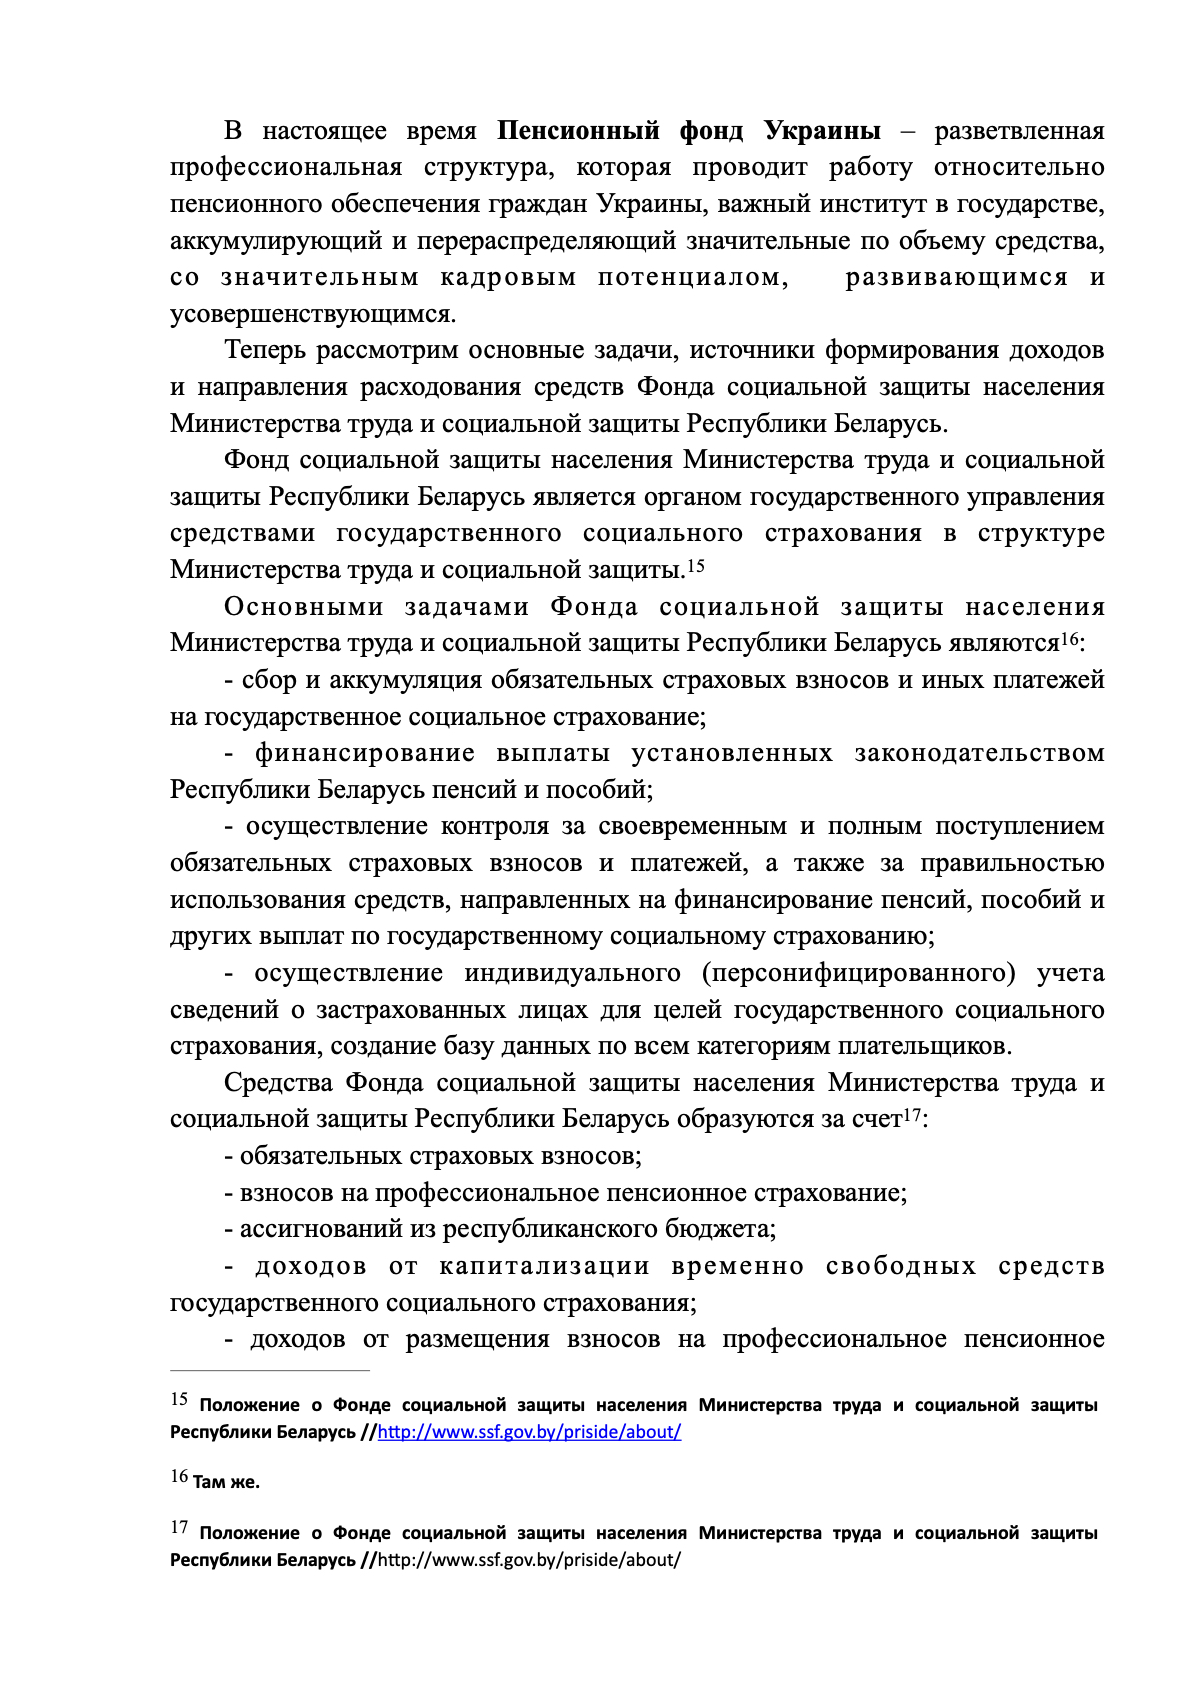 В настоящее время Пенсионный фонд Украины – разветвленная
профессиональная структура, которая проводит работу относительно
пенсионного обеспечения граждан Украины, важный институт в государстве,
аккумулирующий и перераспределяющий значительные по объему средства,
со значительным кадровым потенциалом, развивающимся и
усовершенствующимся.
Теперь рассмотрим основные задачи, источники формирования доходов
и направления расходования средств Фонда социальной защиты населения
Министерства труда и социальной защиты Республики Беларусь.
Фонд социальной защиты населения Министерства труда и социальной
защиты Республики Беларусь является органом государственного управления
средствами государственного социального страхования в структуре
Министерства труда и социальной защиты.15
Основными задачами Фонда социальной защиты населения
Министерства труда и социальной защиты Республики Беларусь являются16:
- сбор и аккумуляция обязательных страховых взносов и иных платежей
на государственное социальное страхование;
- финансирование выплаты установленных законодательством
Республики Беларусь пенсий и пособий;
- осуществление контроля за своевременным и полным поступлением
обязательных страховых взносов и платежей, а также за правильностью
использования средств, направленных на финансирование пенсий, пособий и
других выплат по государственному социальному страхованию;
- осуществление индивидуального (персонифицированного) учета
сведений о застрахованных лицах для целей государственного социального
страхования, создание базу данных по всем категориям плательщиков.
Средства Фонда социальной защиты населения Министерства труда и
социальной защиты Республики Беларусь образуются за счет17:
- обязательных страховых взносов;
- взносов на профессиональное пенсионное страхование;
- ассигнований из республиканского бюджета;
- доходов от капитализации временно свободных средств
государственного социального страхования;
- доходов от размещения взносов на профессиональное пенсионное
15 Положение о Фонде социальной защиты населения Министерства труда и социальной защиты
Республики Беларусь //http://www.ssf.gov.by/priside/about/
16 Там же.
17 Положение о Фонде социальной защиты населения Министерства труда и социальной защиты
Республики Беларусь //http://www.ssf.gov.by/priside/about/